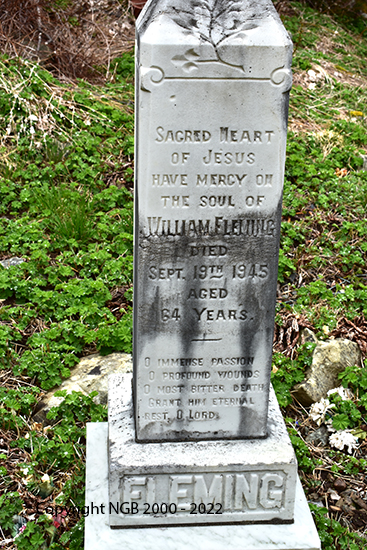 SACRED HEART
OF JESUS
HAVE MERCY ON
THE SOUL OF
WILLIAM FLEMING
DIED
SEPT. 19TH 1945
AGED
64 YEARS.
O IMMENSE PASSION
O PROFOUND WOUNDS
O MOST BITTER DEATH
GRANT HIM ETERNAL
REST, O LORD
FLEMING
Copyright NGB 2000 - 2022